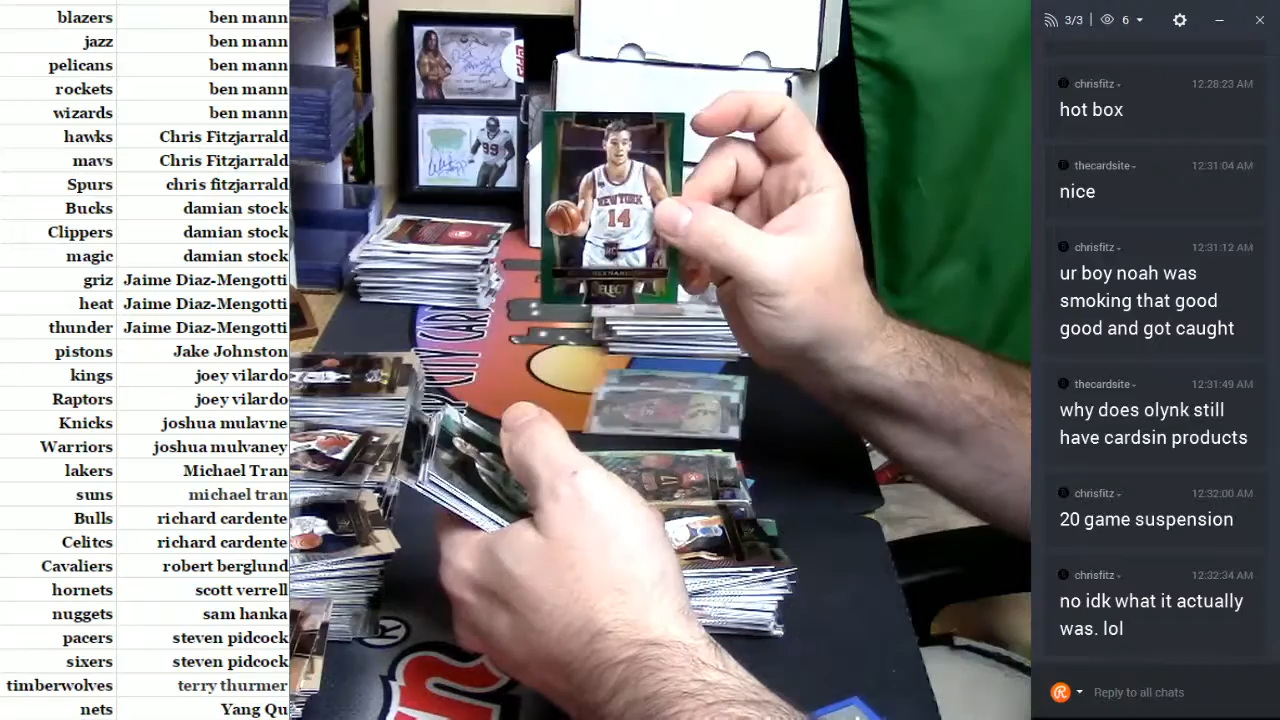 blazers ben mann
jazz ben mann
pelicans ben mann
rockets ben mann
wizards ben mann
hawks Chris Fitzjarrald
mavs Chris Fitzjarrald
Spurs chris fitzjarrald
Bucks damian stock
Clippers damian stock
magic damian stock
griz Jaime Diaz-Mengotti
heat Jaime Diaz-Mengotti
thunder Jaime Diaz-Mengotti
pistons Jake Johnston
kings joey vilardo
Raptors joey vilardo
Knicks joshua mulavne
Warriors joshua mulvaney
lakers Michael Tran
suns michael tran
Bulls richard cardente
Celitcs richard cardente
Cavaliers robert berglund
hornets scott verrell
nuggets sam hanka
pacers steven pidcock
sixers steven pidcock
timberwolves terry thurmer
nets Yang Qu
99
NEW YORK
14
SELECT
CITY CAR
17
®
3/3
6
chrisfitz 12:28:23 AM
hot box
thecardsite 12:31:04 AM
nice
chrisfitz 12:31:12 AM
ur boy noah was
smoking that good
good and got caught
thecardsite 12:31:49 AM
why does olynk still
have cardsin products
chrisfitz 12:32:00 AM
20 game suspension
chrisfitz 12:32:34 AM
no idk what it actually
was. lol
Reply to all chats